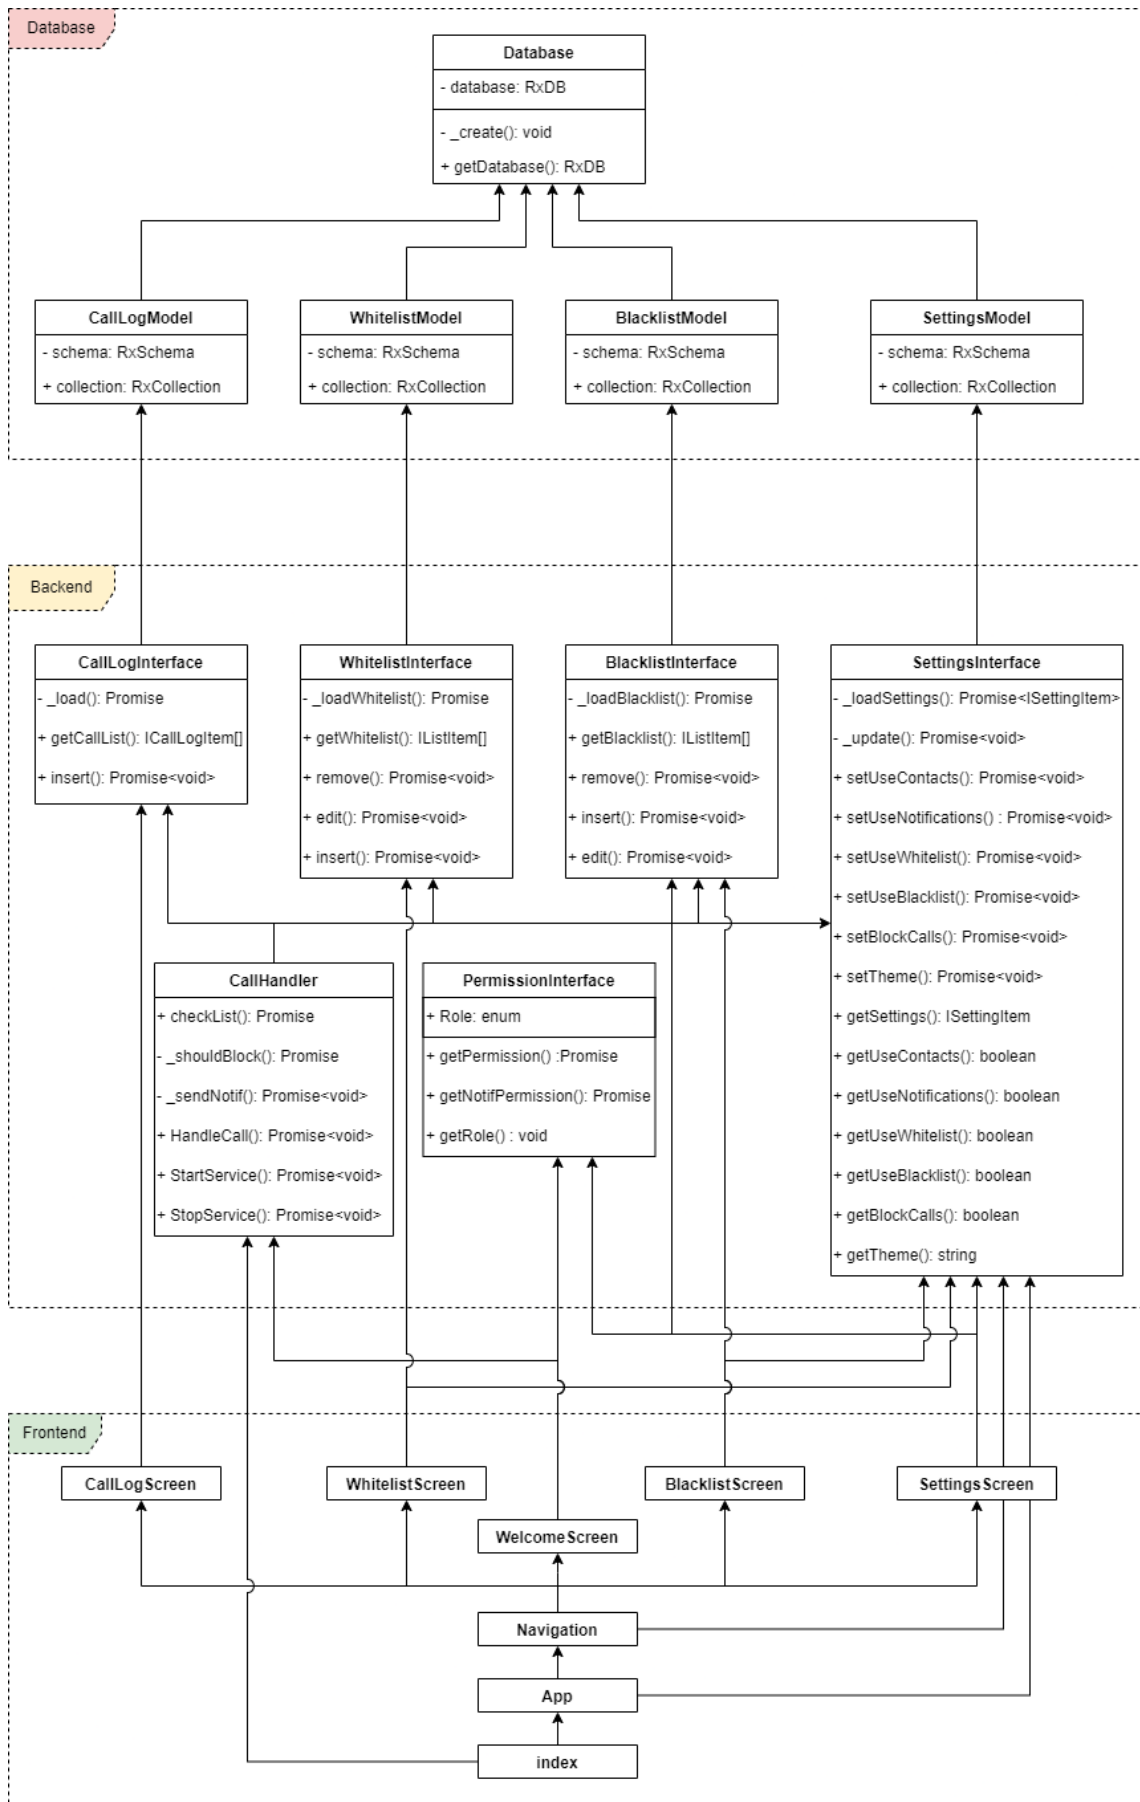 Database
Database
- database: RxDB
- _create(): void
+ getDatabase(): RxDB
CallLogModel
- schema: RxSchema
+ collection: RxCollection
WhitelistModel
- schema: RxSchema
+ collection: RxCollection
BlacklistModel
- schema: RxSchema
+ collection: RxCollection
SettingsModel
- schema: RxSchema
+ collection: RxCollection
Backend
CallLogInterface
- _load(): Promise
+ getCallList(): ICallLogItem[]
+ insert(): Promise<void>
WhitelistInterface
- _loadWhitelist(): Promise
+ getWhitelist(): IListItem[]
+ remove(): Promise<void>
+ edit(): Promise<void>
+ insert(): Promise<void>
BlacklistInterface
- _loadBlacklist(): Promise
+ getBlacklist(): IListItem[]
+ remove(): Promise<void>
+ insert(): Promise<void>
+ edit(): Promise<void>
SettingsInterface
- _loadSettings(): Promise<ISettingItem>
- _update(): Promise<void>
+ setUseContacts(): Promise<void>
+ setUseNotifications() : Promise<void>
+ setUseWhitelist(): Promise<void>
+ setUseBlacklist(): Promise<void>
+ setBlockCalls(): Promise<void>
+ setTheme(): Promise<void>
+ getSettings(): ISettingItem
+ getUseContacts(): boolean
+ getUseNotifications(): boolean
+ getUseWhitelist(): boolean
+ getUseBlacklist(): boolean
+ getBlockCalls(): boolean
+ getTheme(): string
CallHandler
+ checkList(): Promise
- _shouldBlock(): Promise
- _sendNotif(): Promise<void>
+ HandleCall(): Promise<void>
+ StartService(): Promise<void>
+ StopService(): Promise<void>
PermissionInterface
+ Role: enum
+ getPermission() :Promise
+ getNotifPermission(): Promise
+ getRole() : void
Frontend
CallLogScreen
WhitelistScreen
BlacklistScreen
SettingsScreen
WelcomeScreen
Navigation
App
index